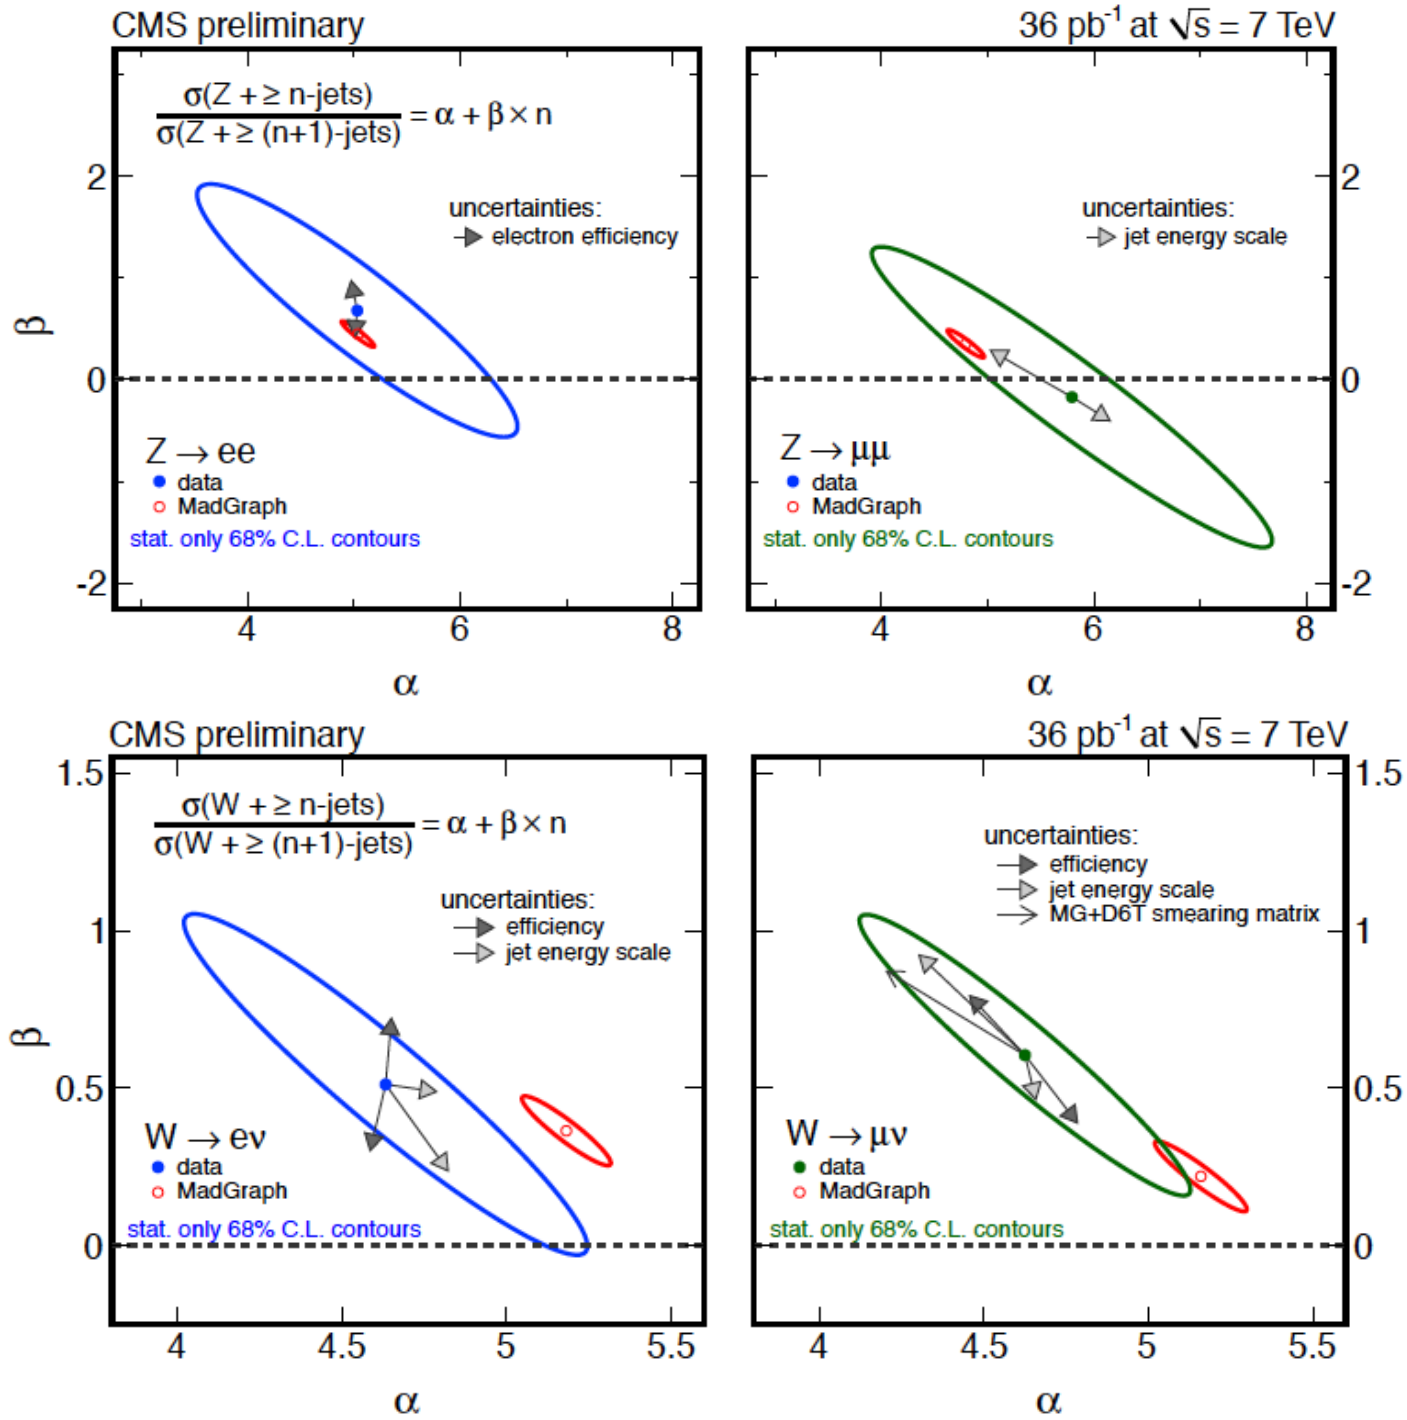 CMS preliminary
36 pb⁻¹ at √s = 7 TeV
σ(Z + ≥ n-jets)
σ(Z + ≥ (n+1)-jets)
= α + β × n
uncertainties:
electron efficiency
2
0
-2
β
Z → ee
data
MadGraph
stat. only 68% C.L. contours
4
6
8
α
uncertainties:
jet energy scale
2
0
-2
Z → μμ
data
MadGraph
stat. only 68% C.L. contours
4
6
8
α
CMS preliminary
36 pb⁻¹ at √s = 7 TeV
1.5
1
0.5
0
β
σ(W + ≥ n-jets)
σ(W + ≥ (n+1)-jets)
= α + β × n
uncertainties:
efficiency
jet energy scale
W → eν
data
MadGraph
stat. only 68% C.L. contours
4
4.5
5
5.5
α
uncertainties:
efficiency
jet energy scale
MG+D6T smearing matrix
1.5
1
0.5
0
W → μν
data
MadGraph
stat. only 68% C.L. contours
4
4.5
5
5.5
α